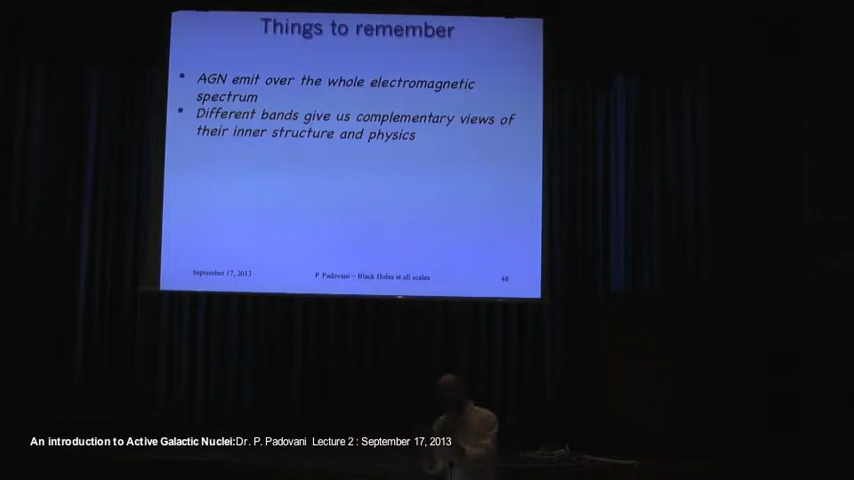 Things to remember
• AGN emit over the whole electromagnetic
spectrum
• Different bands give us complementary views of
their inner structure and physics
September 17, 2013
P Padovani – Black Holes at all scales
48
An introduction to Active Galactic Nuclei:Dr. P. Padovani Lecture 2 : September 17, 2013